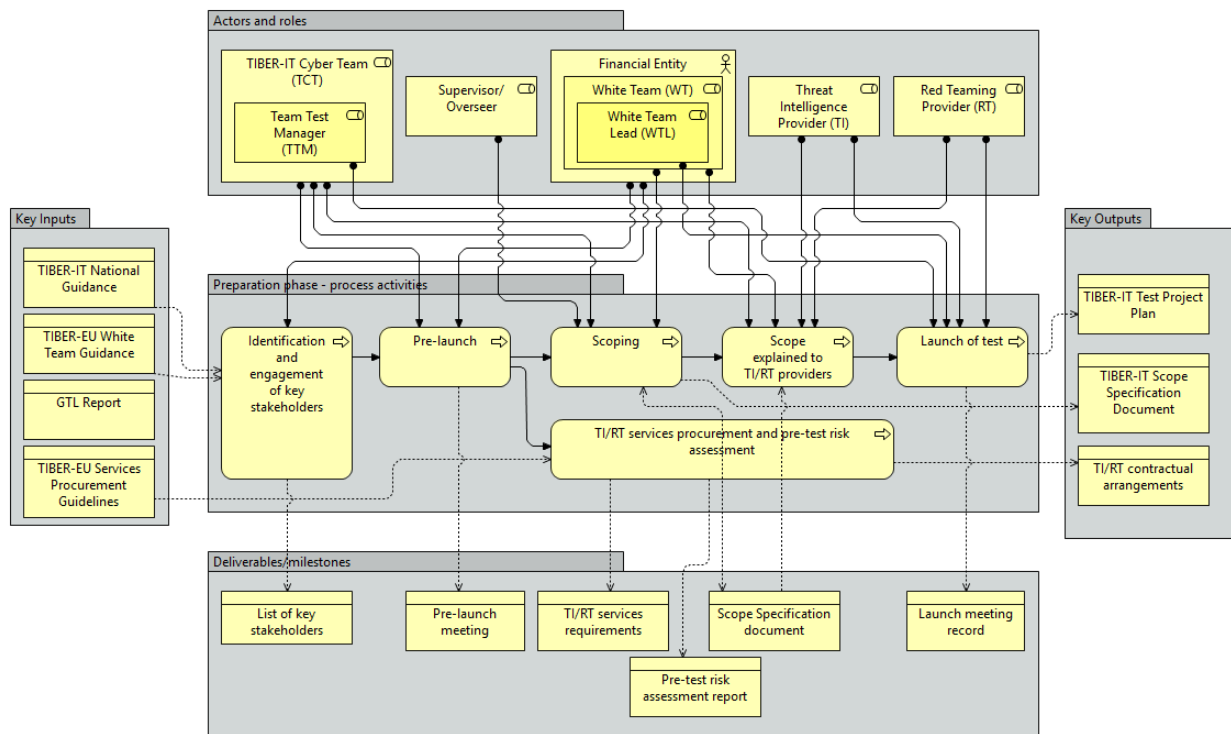 Actors and roles
TIBER-IT Cyber Team
(TCT)
Team Test
Manager
(TTM)
Supervisor/
Overseer
Financial Entity
White Team (WT)
White Team
Lead (WTL)
Threat
Intelligence
Provider (TI)
Red Teaming
Provider (RT)
Key Inputs
TIBER-IT National
Guidance
TIBER-EU White
Team Guidance
GTL Report
TIBER-EU Services
Procurement
Guidelines
Preparation phase - process activities
Identification
and
engagement
of key
stakeholders
Pre-launch
Scoping
Scope
explained to
TI/RT providers
Launch of test
TI/RT services procurement and pre-test risk
assessment
Key Outputs
TIBER-IT Test Project
Plan
TIBER-IT Scope
Specification
Document
TI/RT contractual
arrangements
Deliverables/milestones
List of key
stakeholders
Pre-launch
meeting
TI/RT services
requirements
Scope Specification
document
Launch meeting
record
Pre-test risk
assessment report